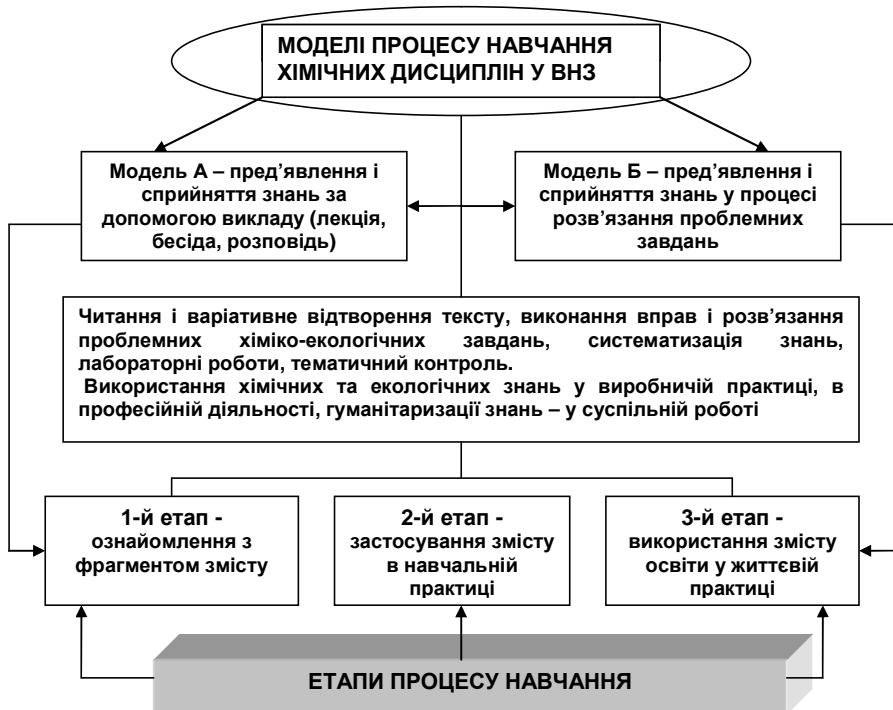 МОДЕЛІ ПРОЦЕСУ НАВЧАННЯ
ХІМІЧНИХ ДИСЦИПЛІН У ВНЗ
Модель А – пред’явлення і
сприйняття знань за
допомогою викладу (лекція,
бесіда, розповідь)
Модель Б – пред’явлення і
сприйняття знань у процесі
розв’язання проблемних
завдань
Читання і варіативне відтворення тексту, виконання вправ і розв’язання
проблемних хіміко-екологічних завдань, систематизація знань,
лабораторні роботи, тематичний контроль.
Використання хімічних та екологічних знань у виробничій практиці, в
професійній діяльності, гуманітаризації знань – у суспільній роботі
1-й етап -
ознайомлення з
фрагментом змісту
2-й етап -
застосування змісту
в навчальній
практиці
3-й етап -
використання змісту
освіти у життєвій
практиці
ЕТАПИ ПРОЦЕСУ НАВЧАННЯ